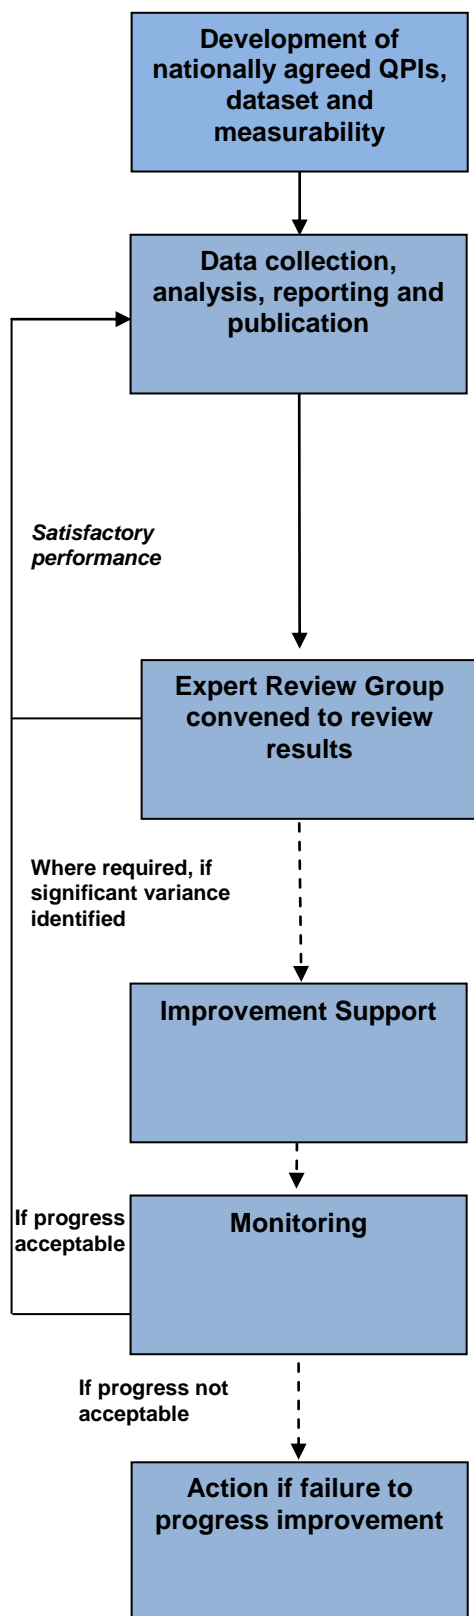 Development of
nationally agreed QPIs,
dataset and
measurability
Data collection,
analysis, reporting and
publication
Satisfactory
performance
Expert Review Group
convened to review
results
Where required, if
significant variance
identified
Improvement Support
If progress
acceptable
Monitoring
If progress not
acceptable
Action if failure to
progress improvement